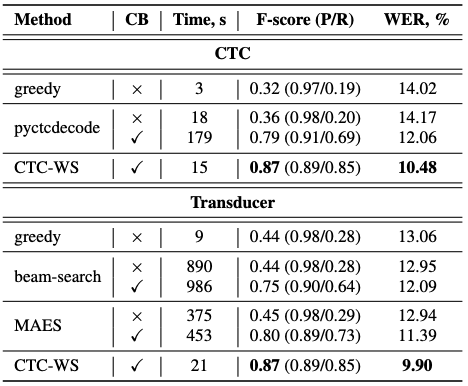 Method CB Time, s F-score (P/R) WER, %
CTC
greedy × 3 0.32 (0.97/0.19) 14.02
pyctcdecode × 18 0.36 (0.98/0.20) 14.17
✓ 179 0.79 (0.91/0.69) 12.06
CTC-WS ✓ 15 0.87 (0.89/0.85) 10.48
Transducer
greedy × 9 0.44 (0.98/0.28) 13.06
beam-search × 890 0.44 (0.98/0.28) 12.95
✓ 986 0.75 (0.90/0.64) 12.09
MAES × 375 0.45 (0.98/0.29) 12.94
✓ 453 0.80 (0.89/0.73) 11.39
CTC-WS ✓ 21 0.87 (0.89/0.85) 9.90